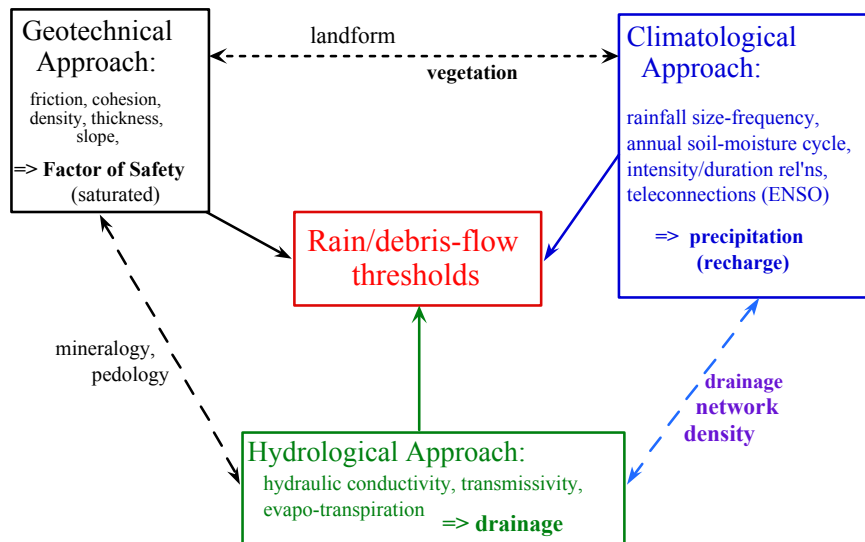 Geotechnical
Approach:
friction, cohesion,
density, thickness,
slope,
=> Factor of Safety
(saturated)
landform
vegetation
Climatological
Approach:
rainfall size-frequency,
annual soil-moisture cycle,
intensity/duration rel'ns,
teleconnections (ENSO)
=> precipitation
(recharge)
Rain/debris-flow
thresholds
mineralogy,
pedology
drainage
network
density
Hydrological Approach:
hydraulic conductivity, transmissivity,
evapo-transpiration
=> drainage